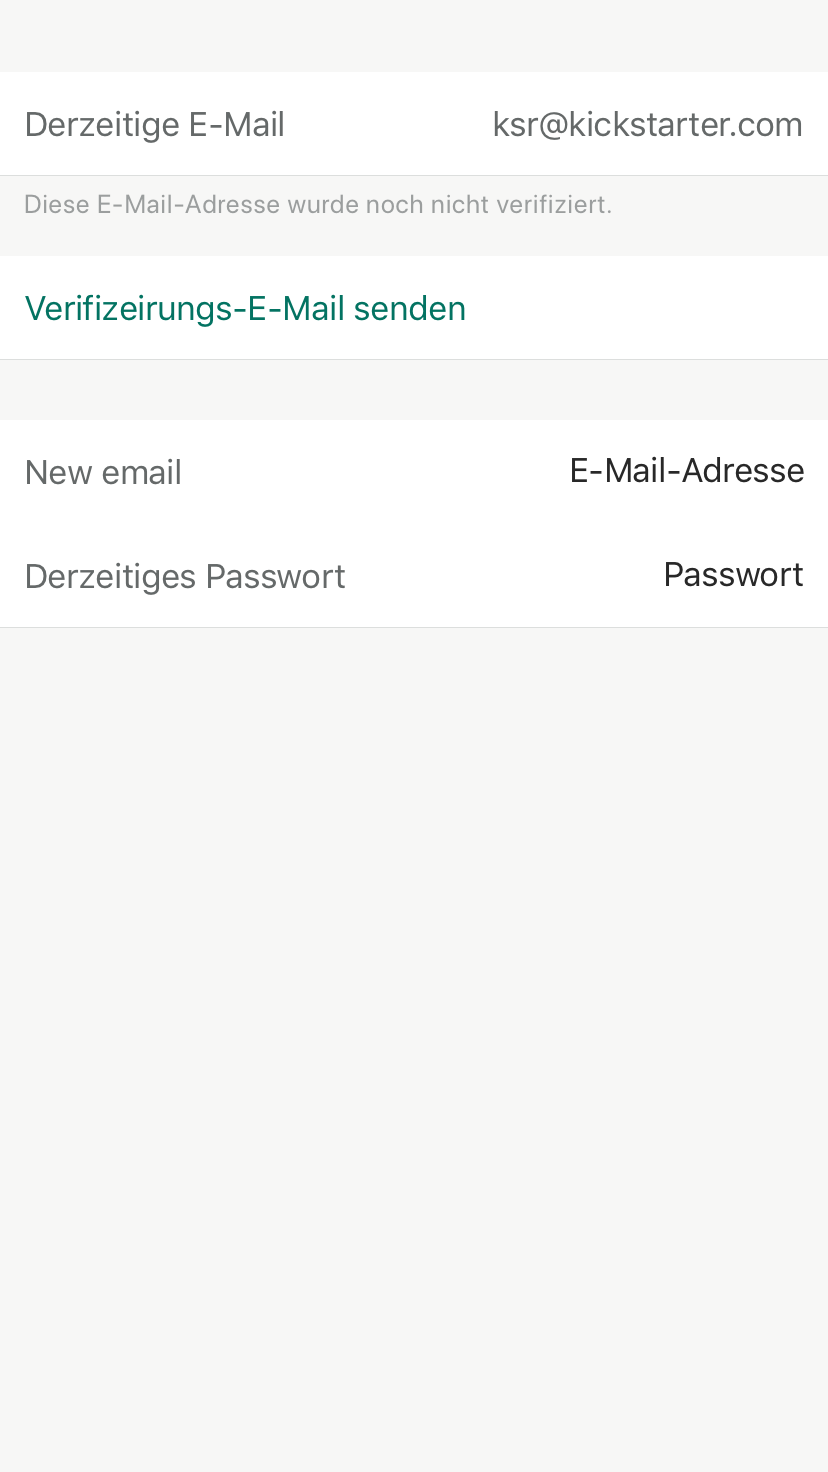 Derzeitige E-Mail ksr@kickstarter.com
Diese E-Mail-Adresse wurde noch nicht verifiziert.
Verifizeirungs-E-Mail senden
New email E-Mail-Adresse
Derzeitiges Passwort Passwort